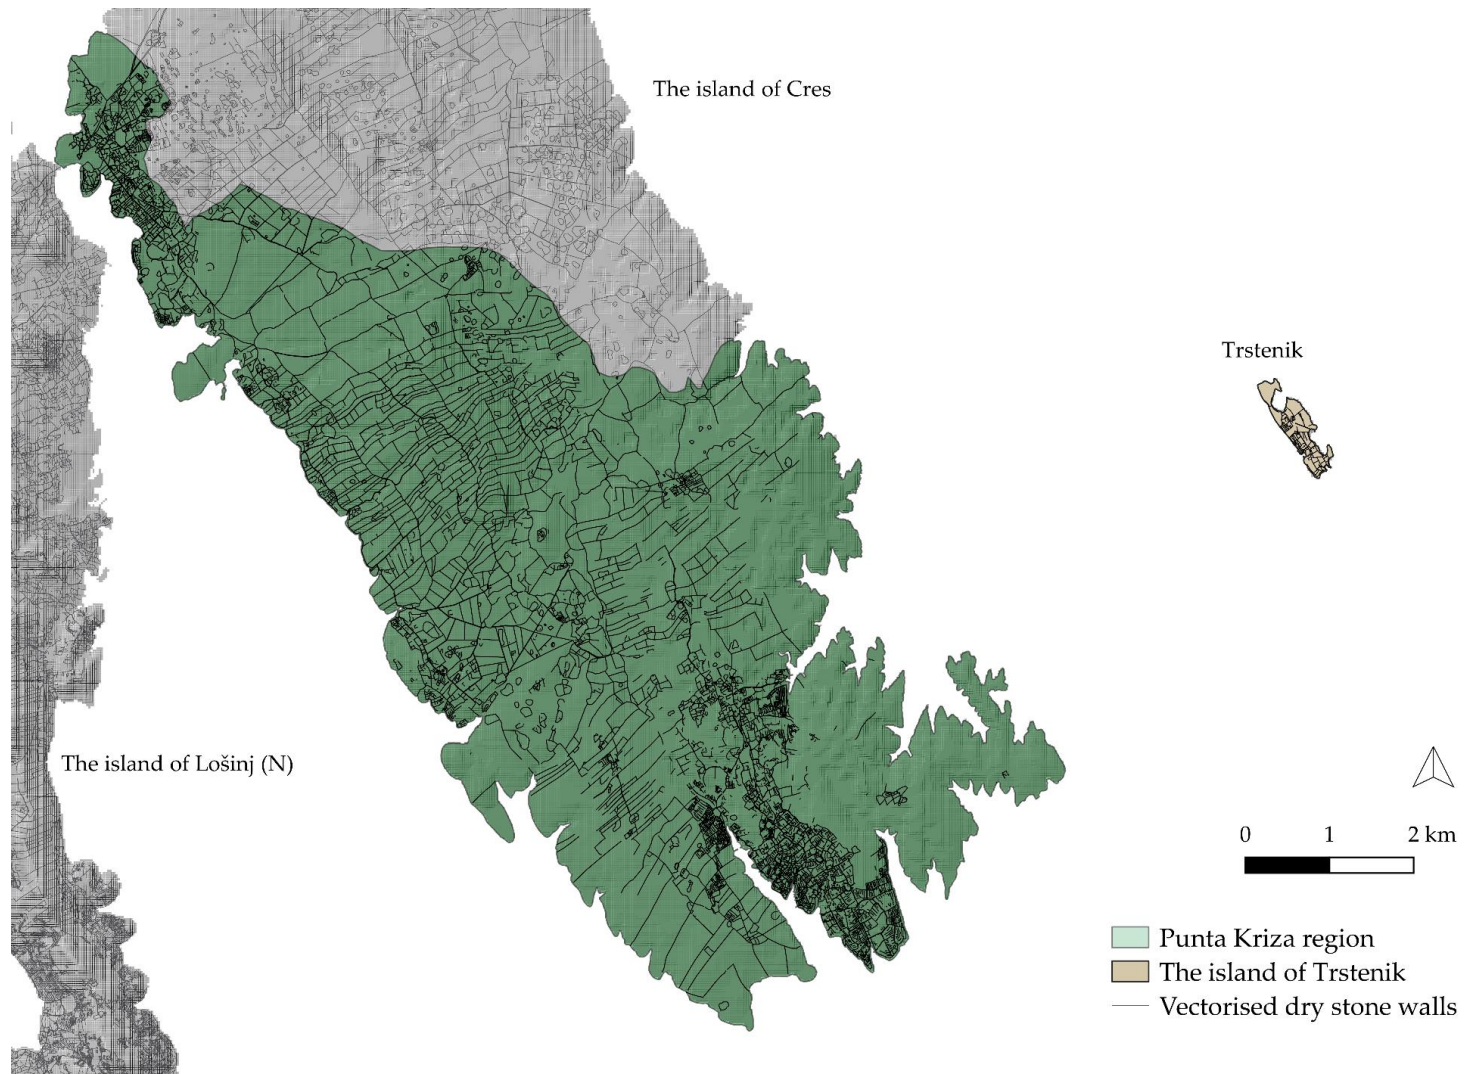 The island of Cres
Trstenik
The island of Lošinj (N)
0 1 2 km
Punta Kriza region
The island of Trstenik
Vectorised dry stone walls